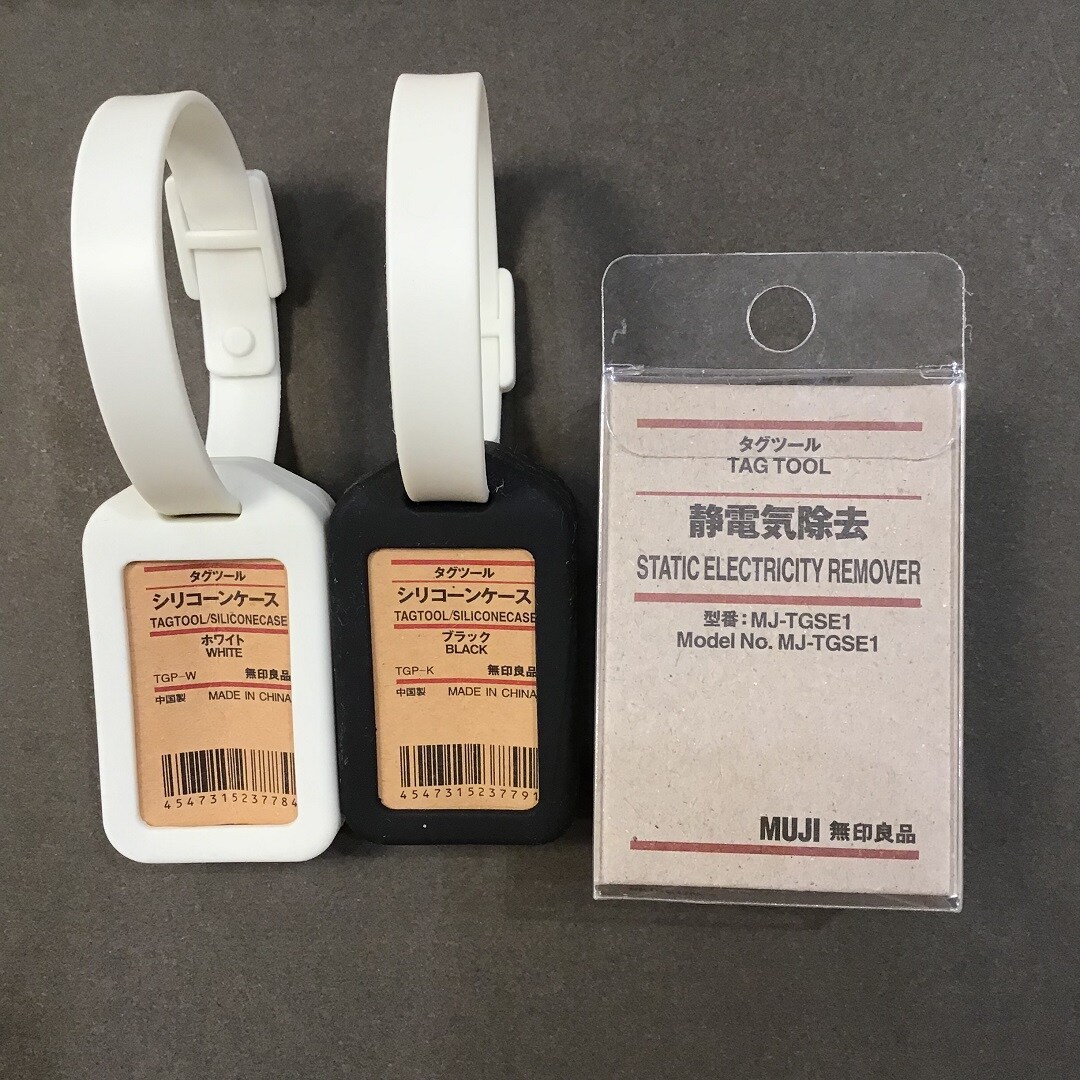 タグツール
シリコーンケース
TAGTOOL/SILICONECASE
ホワイト
WHITE
TGP-W 無印良品
中国製 MADE IN CHINA
4547315237784
タグツール
シリコーンケース
TAGTOOL/SILICONECASE
ブラック
BLACK
TGP-K 無印良品
中国製 MADE IN CHINA
4547315237791
タグツール
TAG TOOL
静電気除去
STATIC ELECTRICITY REMOVER
型番:MJ-TGSE1
Model No. MJ-TGSE1
MUJI 無印良品